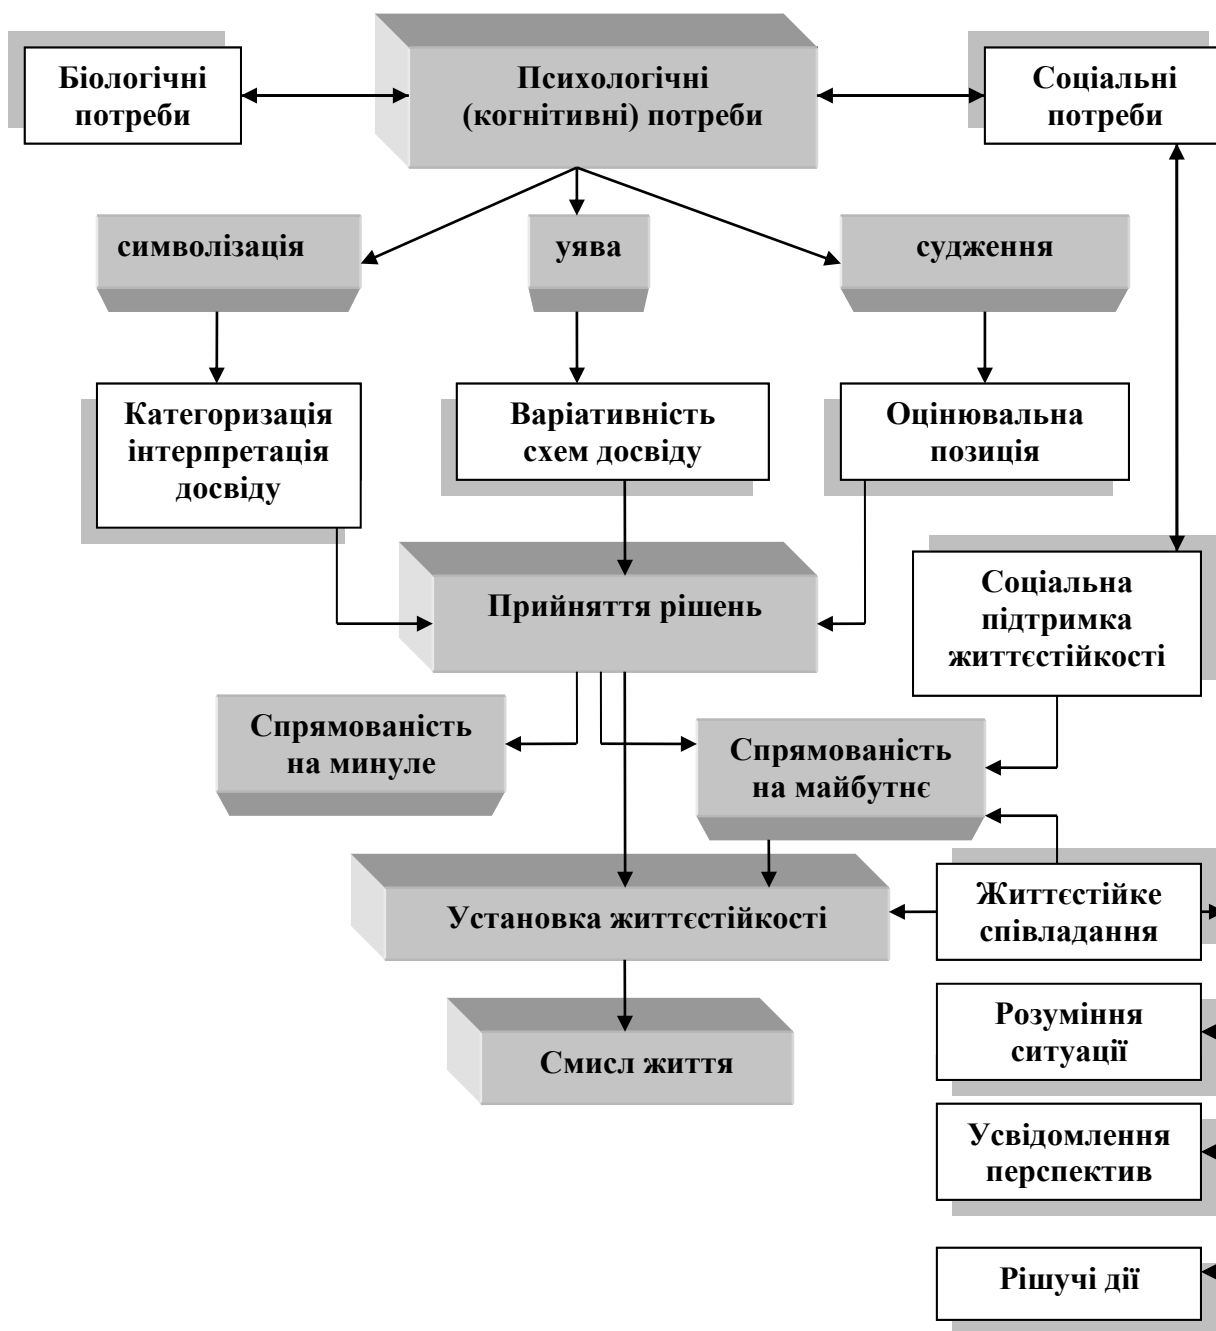 Біологічні
потреби
Психологічні
(когнітивні) потреби
Соціальні
потреби
символізація
уява
судження
Категоризація
інтерпретація
досвіду
Варіативність
схем досвіду
Оцінювальна
позиція
Прийняття рішень
Соціальна
підтримка
життєстійкості
Спрямованість
на минуле
Спрямованість
на майбутнє
Установка життєстійкості
Життєстійке
співладання
Смисл життя
Розуміння
ситуації
Усвідомлення
перспектив
Рішучі дії